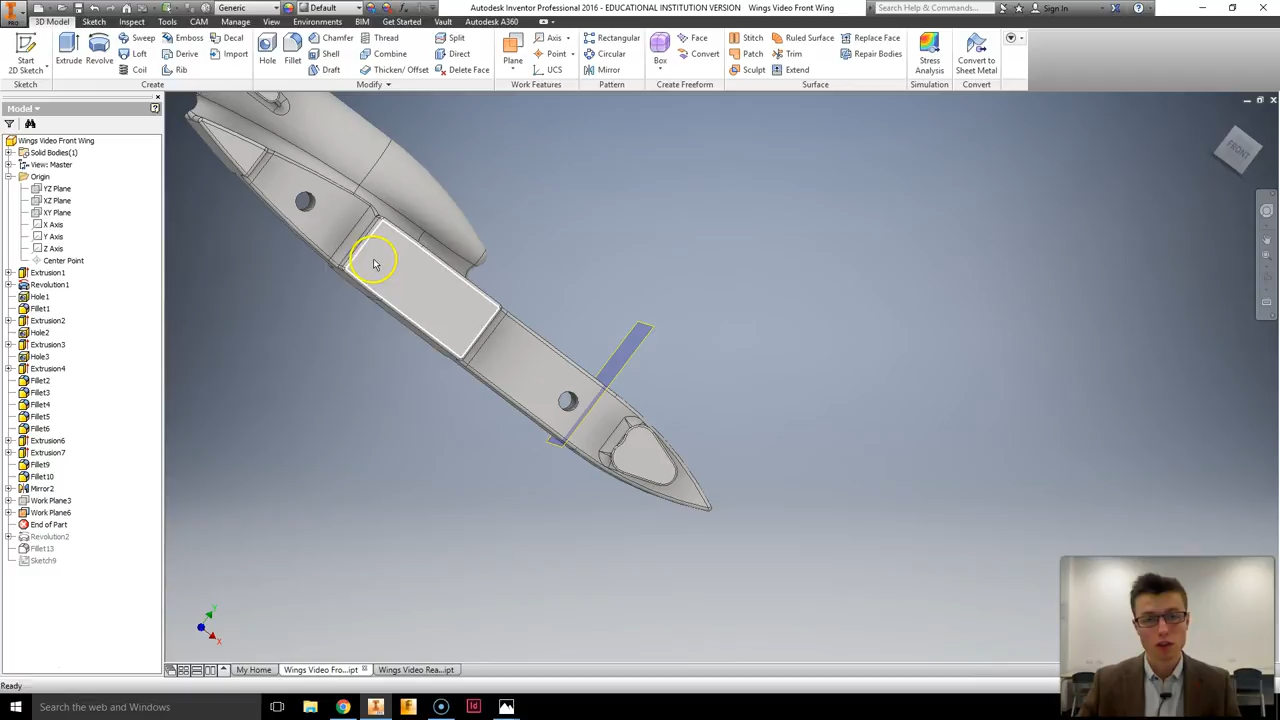 Generic
Default
Autodesk Inventor Professional 2016 - EDUCATIONAL INSTITUTION VERSION Wings Video Front Wing
Search Help & Commands...
Sign In
PRO
3D Model
Sketch
Inspect
Tools
CAM
Manage
View
Environments
BIM
Get Started
Vault
Autodesk A360
Start
2D Sketch
Extrude
Revolve
Sweep
Loft
Coil
Emboss
Derive
Rib
Decal
Import
Hole
Fillet
Chamfer
Shell
Draft
Thread
Combine
Thicken/ Offset
Split
Direct
Delete Face
Plane
Axis
Point
UCS
Rectangular
Circular
Mirror
Box
Face
Convert
Stitch
Patch
Sculpt
Ruled Surface
Trim
Extend
Replace Face
Repair Bodies
Stress
Analysis
Convert to
Sheet Metal
Sketch
Create
Modify
Work Features
Pattern
Create Freeform
Surface
Simulation
Convert
Model
Wings Video Front Wing
Solid Bodies(1)
View: Master
Origin
YZ Plane
XZ Plane
XY Plane
X Axis
Y Axis
Z Axis
Center Point
Extrusion1
Revolution1
Hole1
Fillet1
Extrusion2
Hole2
Extrusion3
Hole3
Extrusion4
Fillet2
Fillet3
Fillet4
Fillet5
Fillet6
Extrusion6
Extrusion7
Fillet9
Fillet10
Mirror2
Work Plane3
Work Plane6
End of Part
Revolution2
Fillet13
Sketch9
FRONT
Y
X
My Home
Wings Video Fro...ipt
Wings Video Rea...ipt
Ready
Search the web and Windows